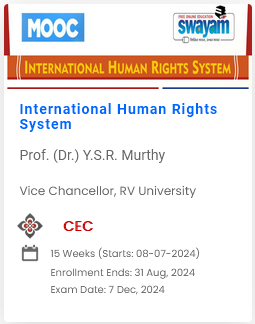 MOOC
FREE ONLINE EDUCATION
swayam
INTERNATIONAL HUMAN RIGHTS SYSTEM
International Human Rights
System
Prof. (Dr.) Y.S.R. Murthy
Vice Chancellor, RV University
CEC
15 Weeks (Starts: 08-07-2024)
Enrollment Ends: 31 Aug, 2024
Exam Date: 7 Dec, 2024